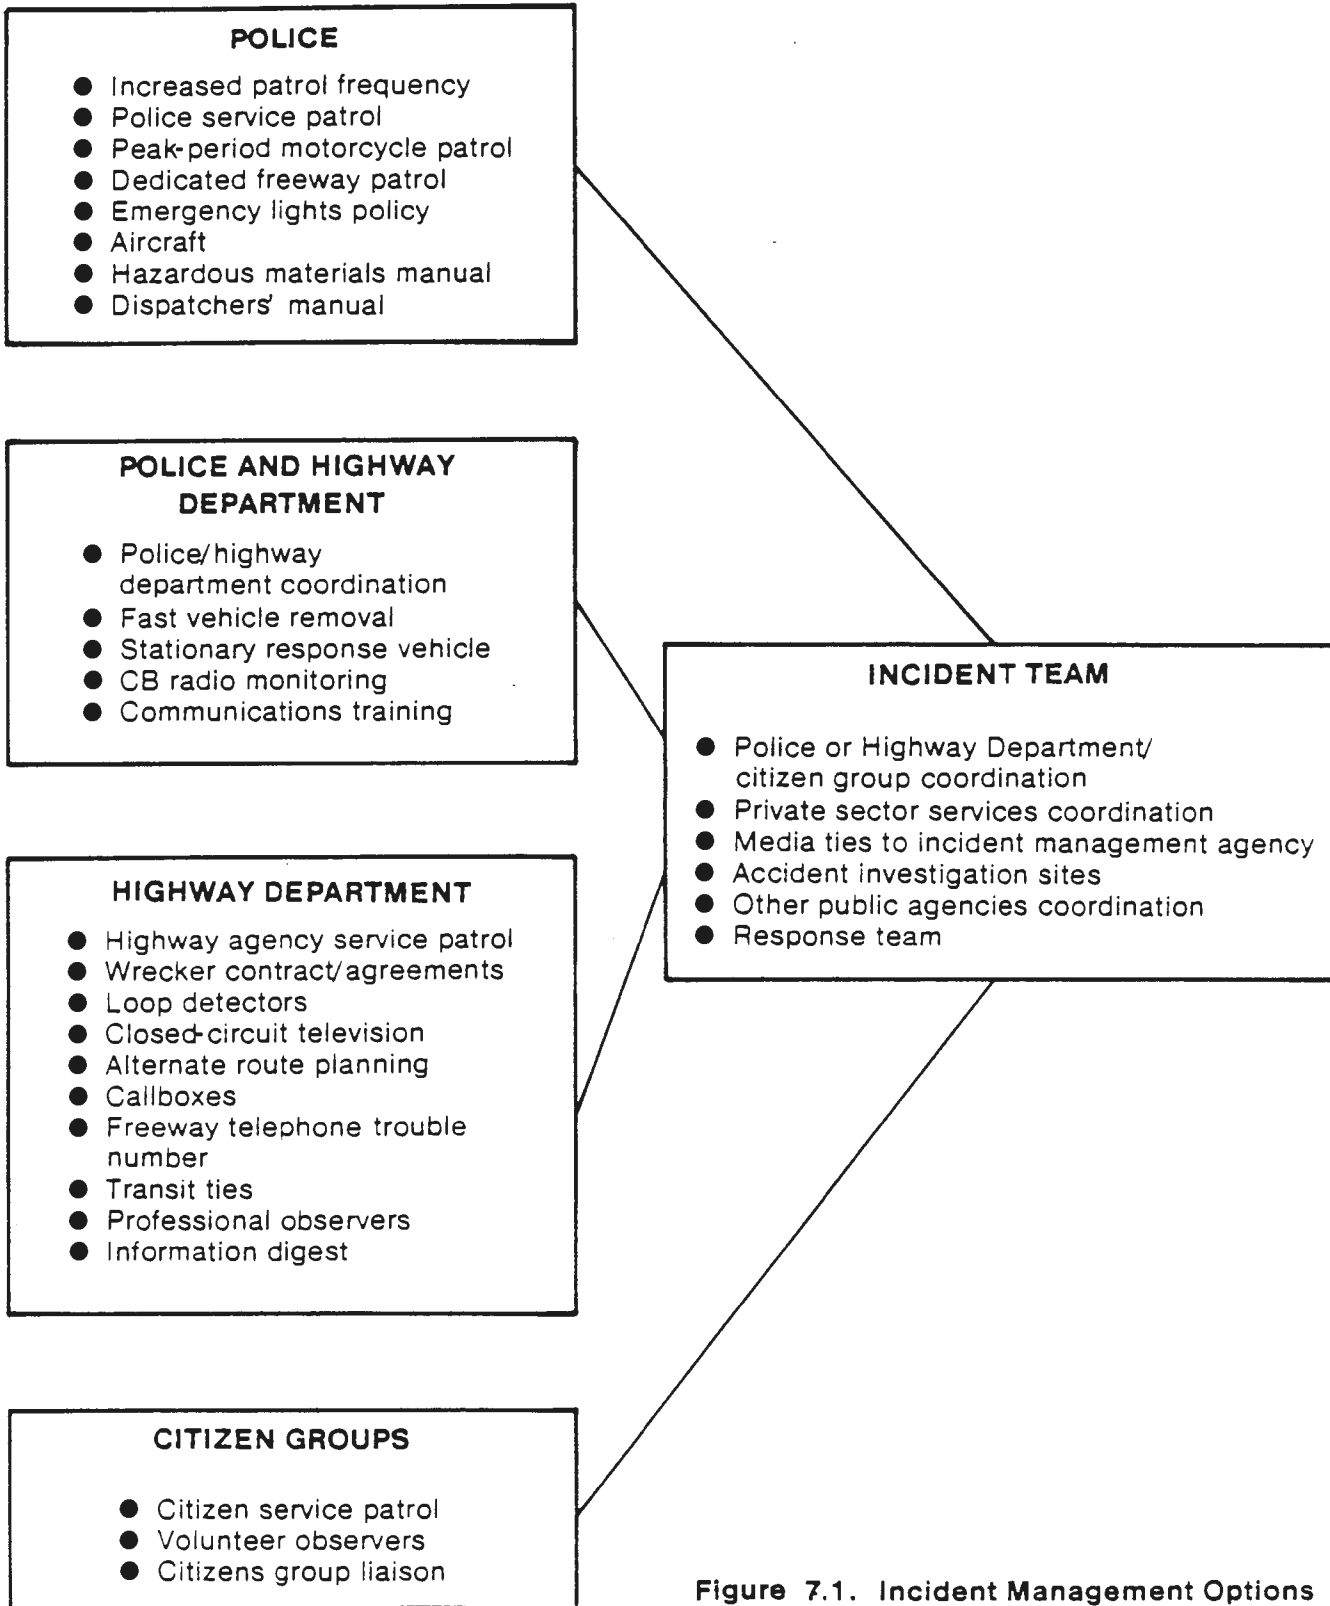 POLICE
● Increased patrol frequency
● Police service patrol
● Peak-period motorcycle patrol
● Dedicated freeway patrol
● Emergency lights policy
● Aircraft
● Hazardous materials manual
● Dispatchers' manual
POLICE AND HIGHWAY
DEPARTMENT
● Police/highway
department coordination
● Fast vehicle removal
● Stationary response vehicle
● CB radio monitoring
● Communications training
HIGHWAY DEPARTMENT
● Highway agency service patrol
● Wrecker contract/agreements
● Loop detectors
● Closed-circuit television
● Alternate route planning
● Callboxes
● Freeway telephone trouble
number
● Transit ties
● Professional observers
● Information digest
CITIZEN GROUPS
● Citizen service patrol
● Volunteer observers
● Citizens group liaison
INCIDENT TEAM
● Police or Highway Department/
citizen group coordination
● Private sector services coordination
● Media ties to incident management agency
● Accident investigation sites
● Other public agencies coordination
● Response team
Figure 7.1. Incident Management Options